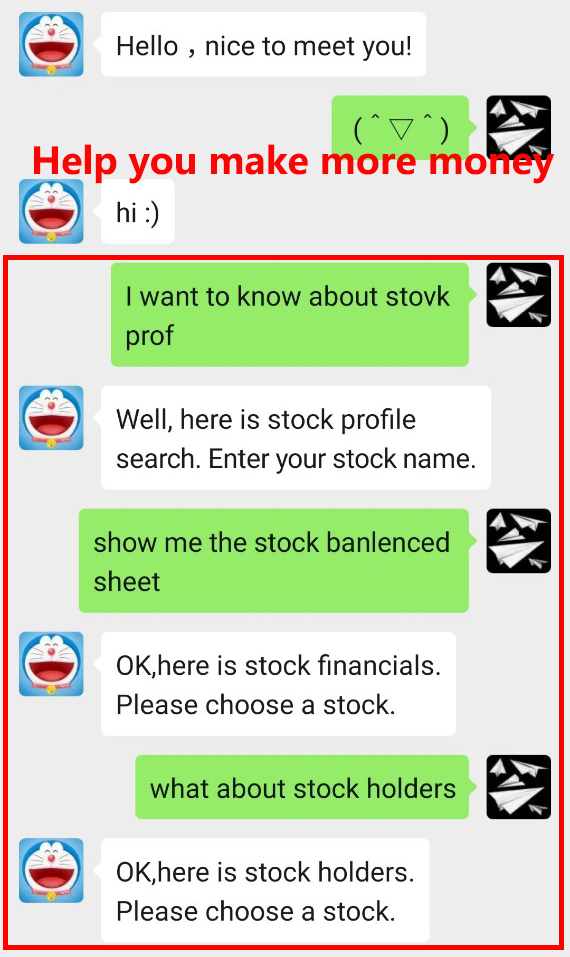 Hello , nice to meet you!
( ˆ ▽ ˆ )
Help you make more money
hi :)
I want to know about stovk
prof
Well, here is stock profile
search. Enter your stock name.
show me the stock banlenced
sheet
OK,here is stock financials.
Please choose a stock.
what about stock holders
OK,here is stock holders.
Please choose a stock.